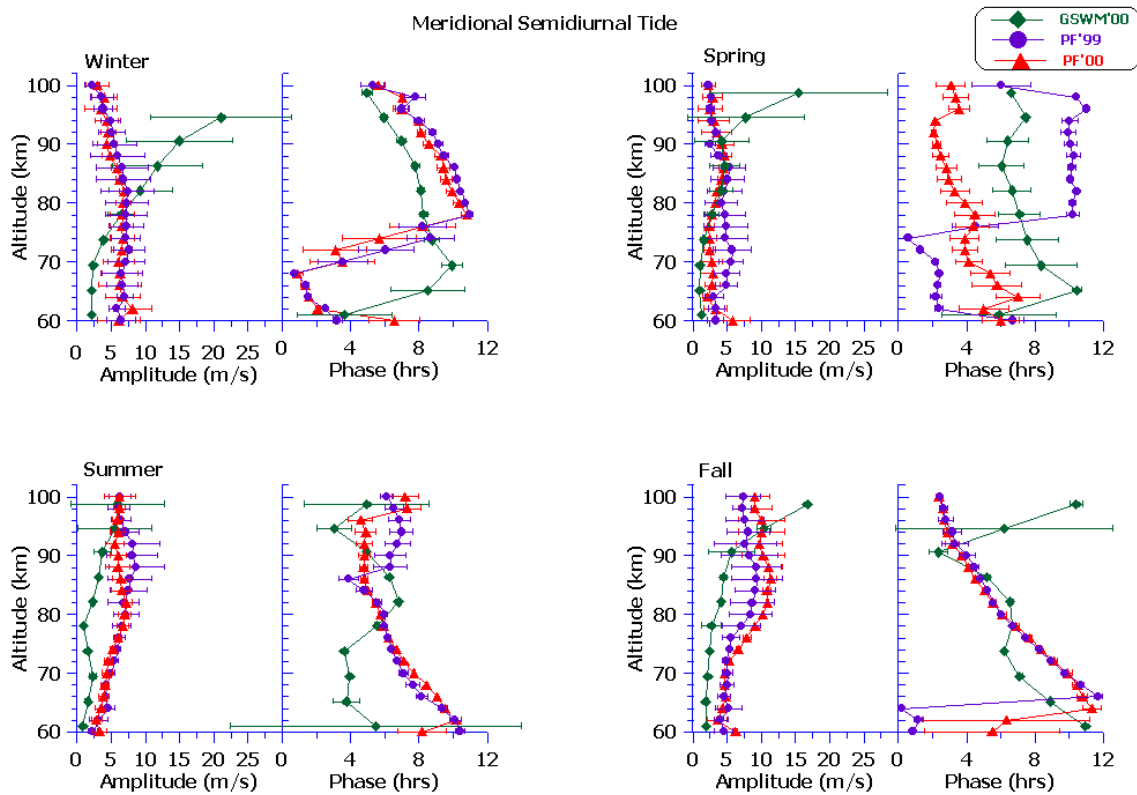 Meridional Semidiurnal Tide
GSWM'00
PF'99
PF'00
Winter
100
90
80
70
60
Altitude (km)
0 5 10 15 20 25 0 4 8 12
Amplitude (m/s) Phase (hrs)
Spring
100
90
80
70
60
Altitude (km)
0 5 10 15 20 25 0 4 8 12
Amplitude (m/s) Phase (hrs)
Summer
100
90
80
70
60
Altitude (km)
0 5 10 15 20 25 0 4 8 12
Amplitude (m/s) Phase (hrs)
Fall
100
90
80
70
60
Altitude (km)
0 5 10 15 20 25 0 4 8 12
Amplitude (m/s) Phase (hrs)